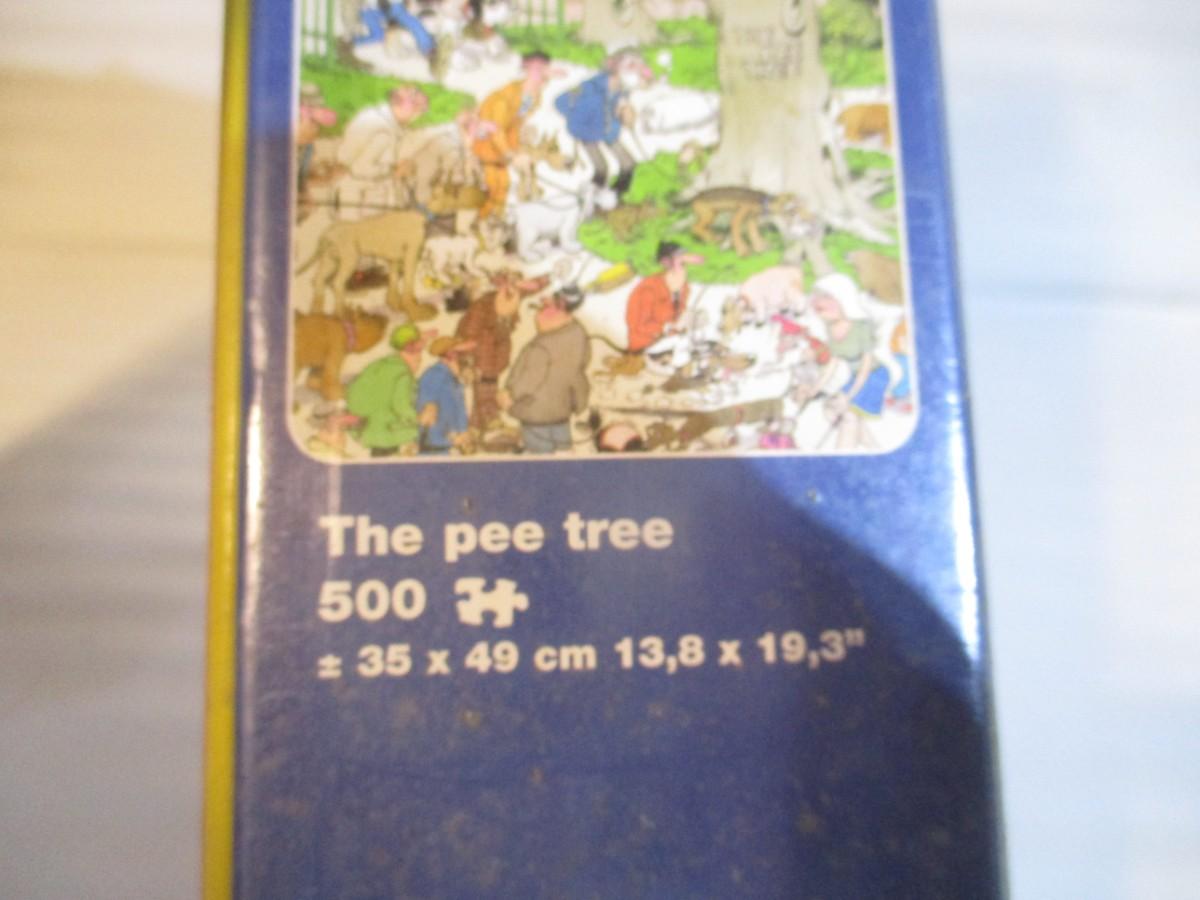 The pee tree
500
± 35 x 49 cm 13,8 x 19,3"